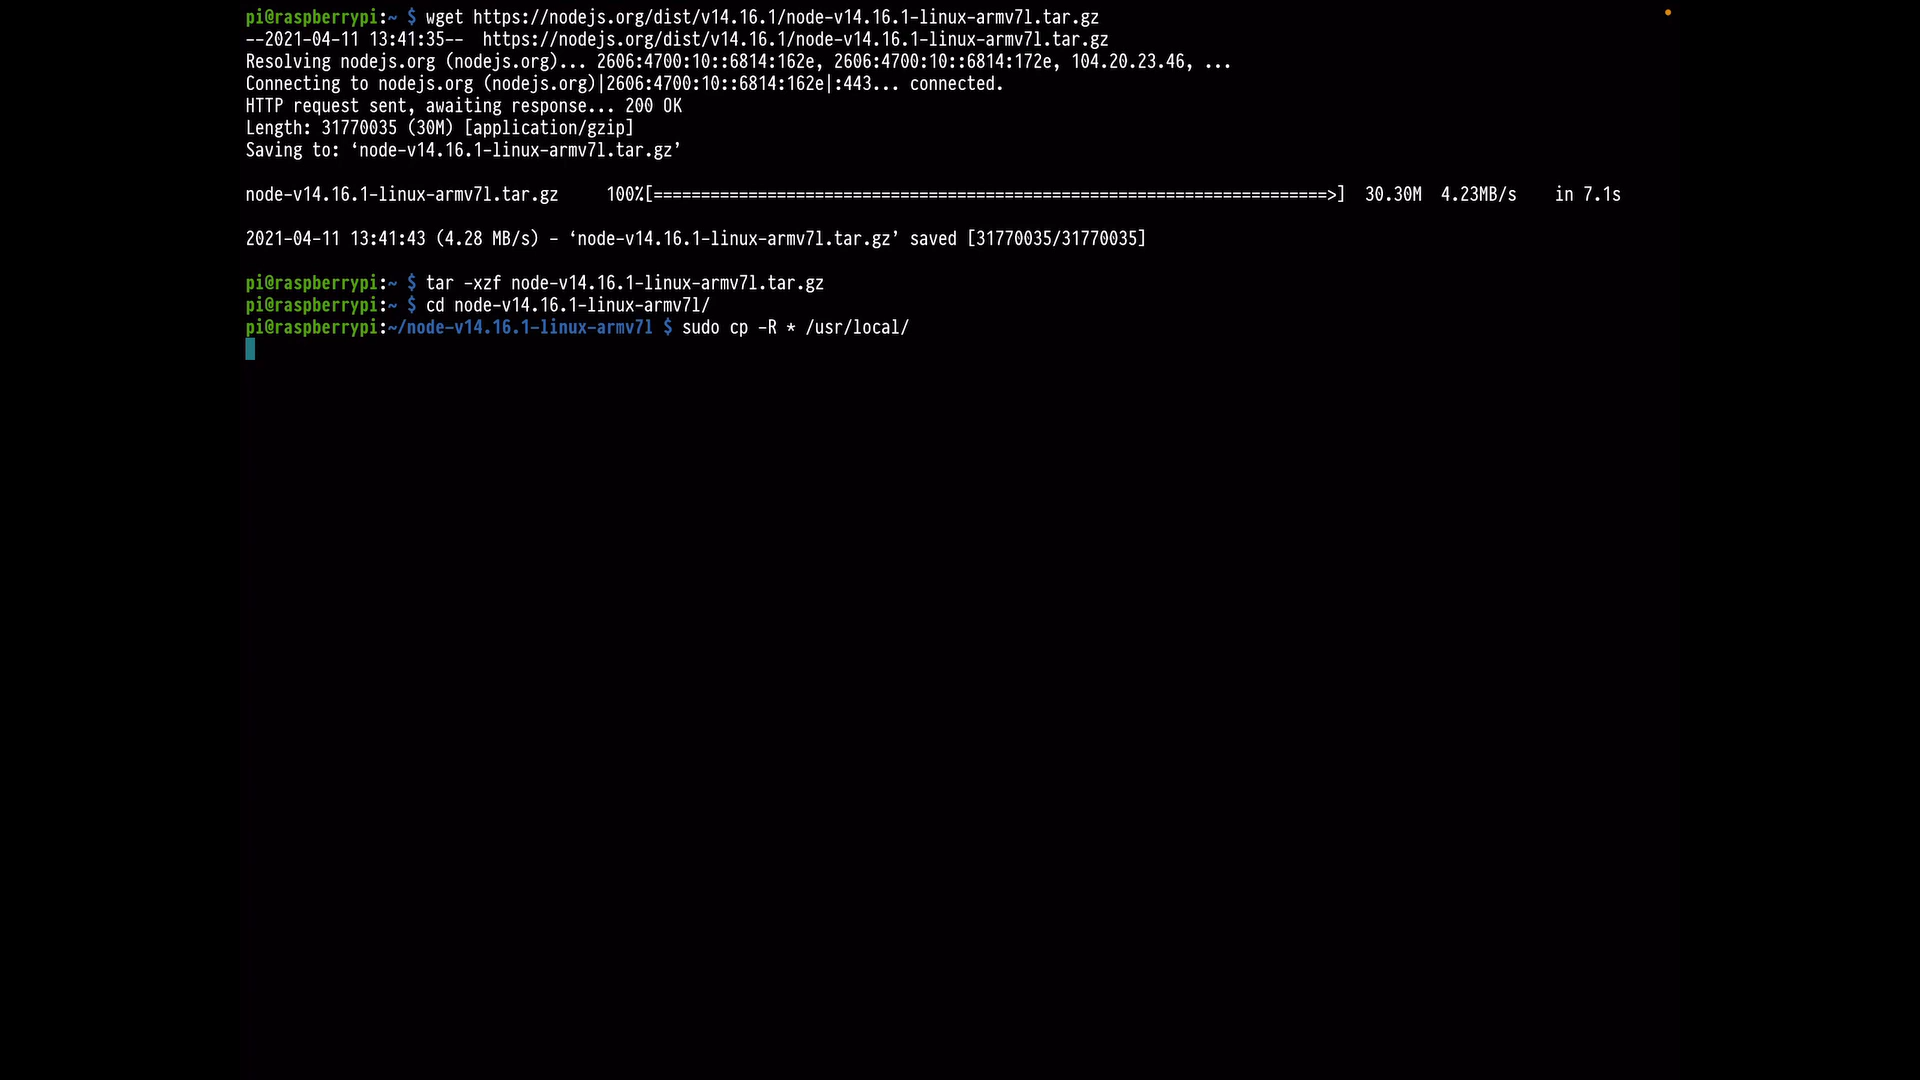 pi@raspberrypi:~ $ wget https://nodejs.org/dist/v14.16.1/node-v14.16.1-linux-armv7l.tar.gz
--2021-04-11 13:41:35--  https://nodejs.org/dist/v14.16.1/node-v14.16.1-linux-armv7l.tar.gz
Resolving nodejs.org (nodejs.org)... 2606:4700:10::6814:162e, 2606:4700:10::6814:172e, 104.20.23.46, ...
Connecting to nodejs.org (nodejs.org)|2606:4700:10::6814:162e|:443... connected.
HTTP request sent, awaiting response... 200 OK
Length: 31770035 (30M) [application/gzip]
Saving to: ‘node-v14.16.1-linux-armv7l.tar.gz’
node-v14.16.1-linux-armv7l.tar.gz     100%[=======================================================================>]  30.30M  4.23MB/s    in 7.1s
2021-04-11 13:41:43 (4.28 MB/s) - ‘node-v14.16.1-linux-armv7l.tar.gz’ saved [31770035/31770035]
pi@raspberrypi:~ $ tar -xzf node-v14.16.1-linux-armv7l.tar.gz
pi@raspberrypi:~ $ cd node-v14.16.1-linux-armv7l/
pi@raspberrypi:~/node-v14.16.1-linux-armv7l $ sudo cp -R * /usr/local/